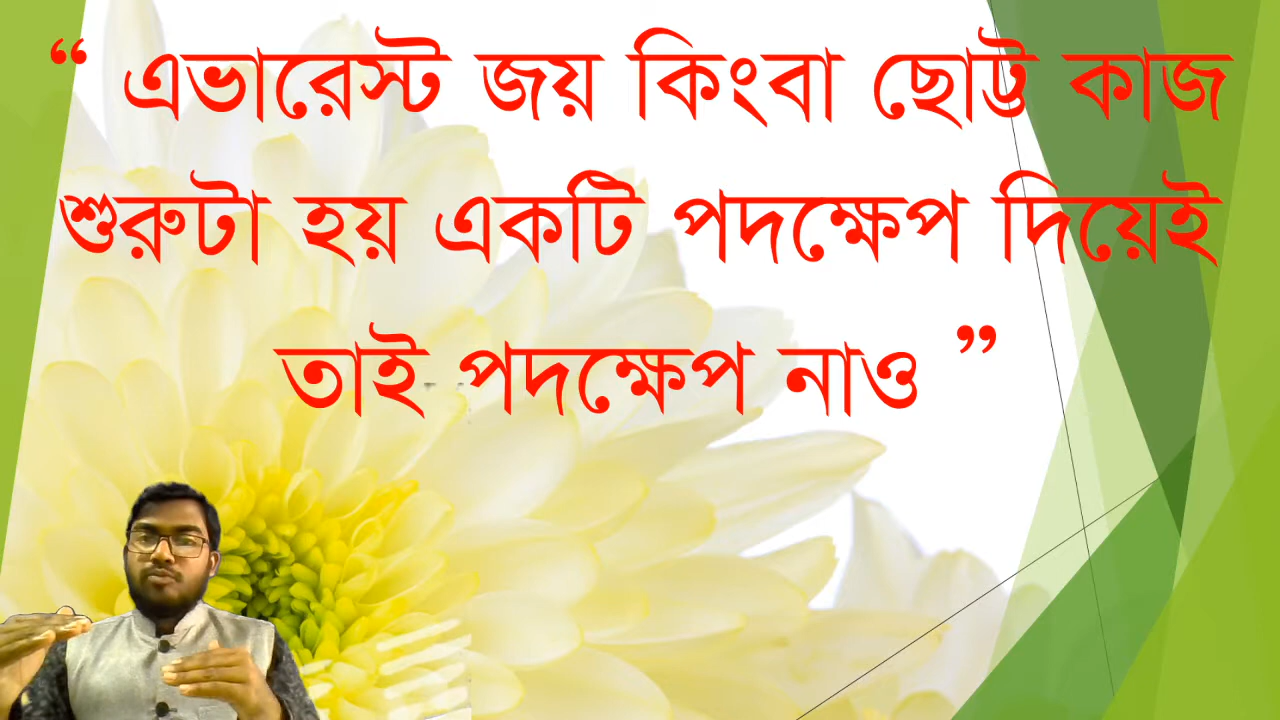 “ এভারেস্ট জয় কিংবা ছোট্ট কাজ
শুরুটা হয় একটি পদক্ষেপ দিয়েই
তাই পদক্ষেপ নাও ”